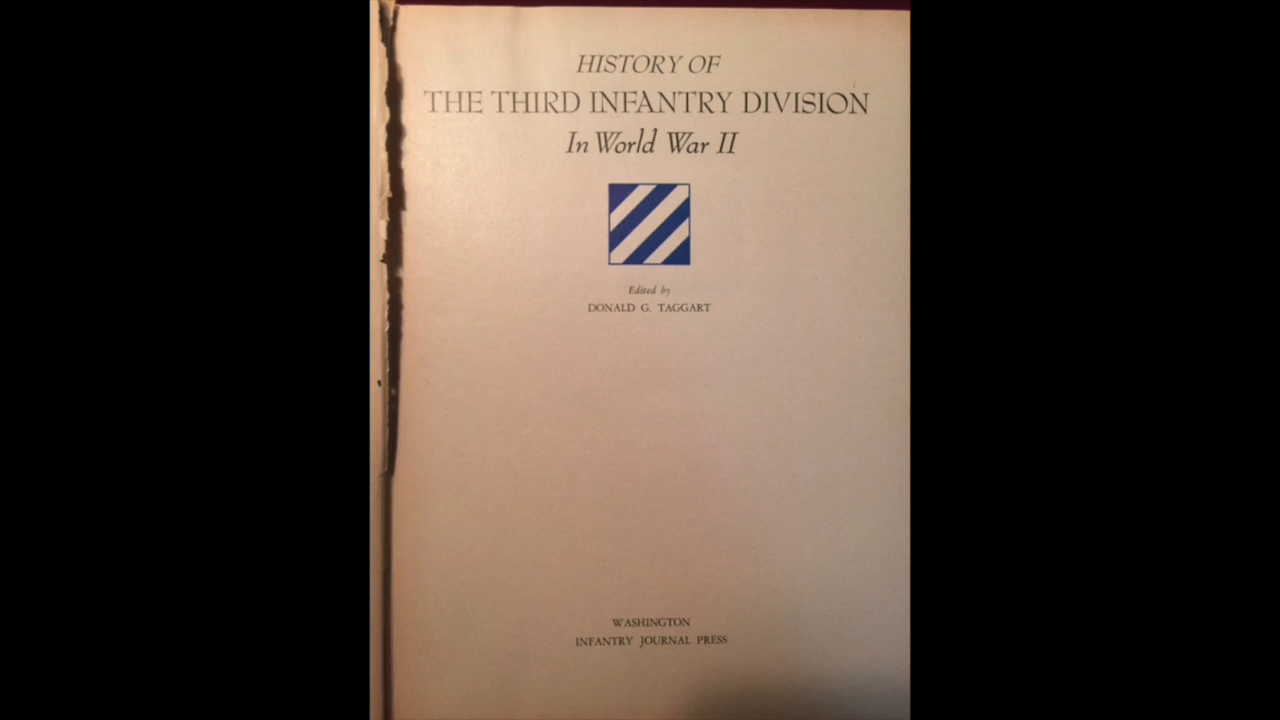 HISTORY OF
THE THIRD INFANTRY DIVISION
In World War II
Edited by
DONALD G. TAGGART
WASHINGTON
INFANTRY JOURNAL PRESS